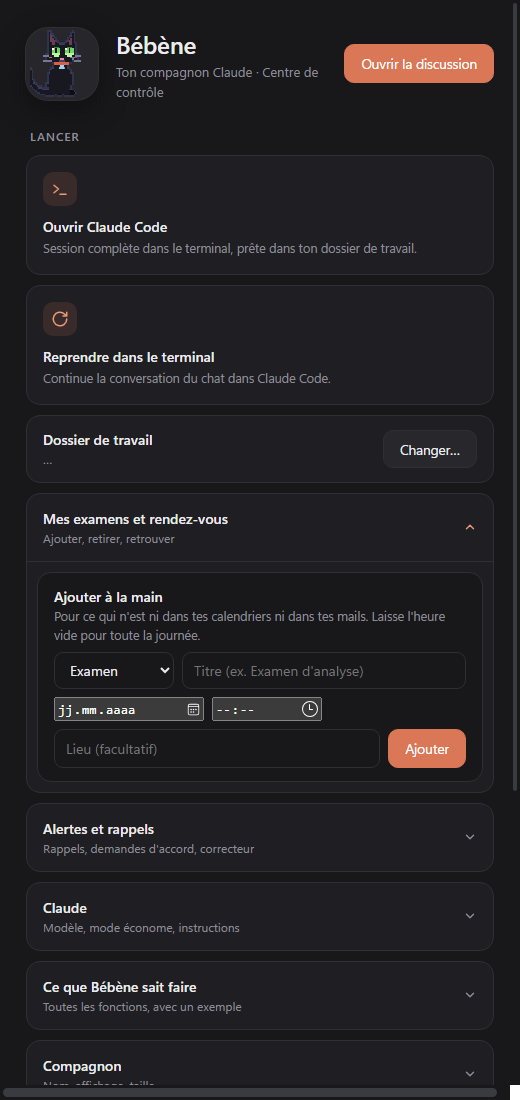 Bébène
Ton compagnon Claude · Centre de
contrôle
Ouvrir la discussion
LANCER
Ouvrir Claude Code
Session complète dans le terminal, prête dans ton dossier de travail.
Reprendre dans le terminal
Continue la conversation du chat dans Claude Code.
Dossier de travail
...
Changer...
Mes examens et rendez-vous
Ajouter, retirer, retrouver
Ajouter à la main
Pour ce qui n'est ni dans tes calendriers ni dans tes mails. Laisse l'heure
vide pour toute la journée.
Examen
Titre (ex. Examen d'analyse)
jj.mm.aaaa
--:--
Lieu (facultatif)
Ajouter
Alertes et rappels
Rappels, demandes d'accord, correcteur
Claude
Modèle, mode économe, instructions
Ce que Bébène sait faire
Toutes les fonctions, avec un exemple
Compagnon
Nom, affichage, taille